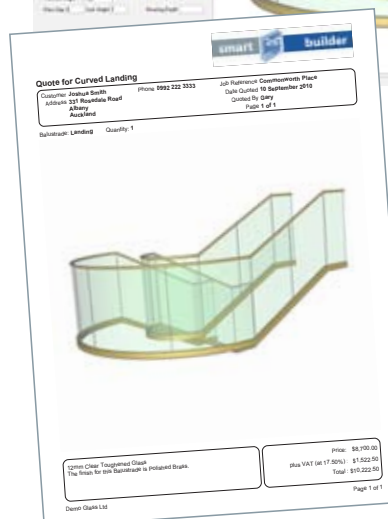 smart builder
Quote for Curved Landing
Customer Joshua Smith Phone 0992 222 3333 Job Reference Commonworth Place
Address 331 Rosedale Road Date Quoted 10 September 2010
Albany Quoted By Gary
Auckland Page 1 of 1
Balustrade: Landing Quantity: 1
12mm Clear Toughened Glass
The finish for this Balustrade is Polished Brass.
Price: $8,700.00
plus VAT (at 17.50%) : $1,522.50
Total : $10,222.50
Demo Glass Ltd
Page 1 of 1